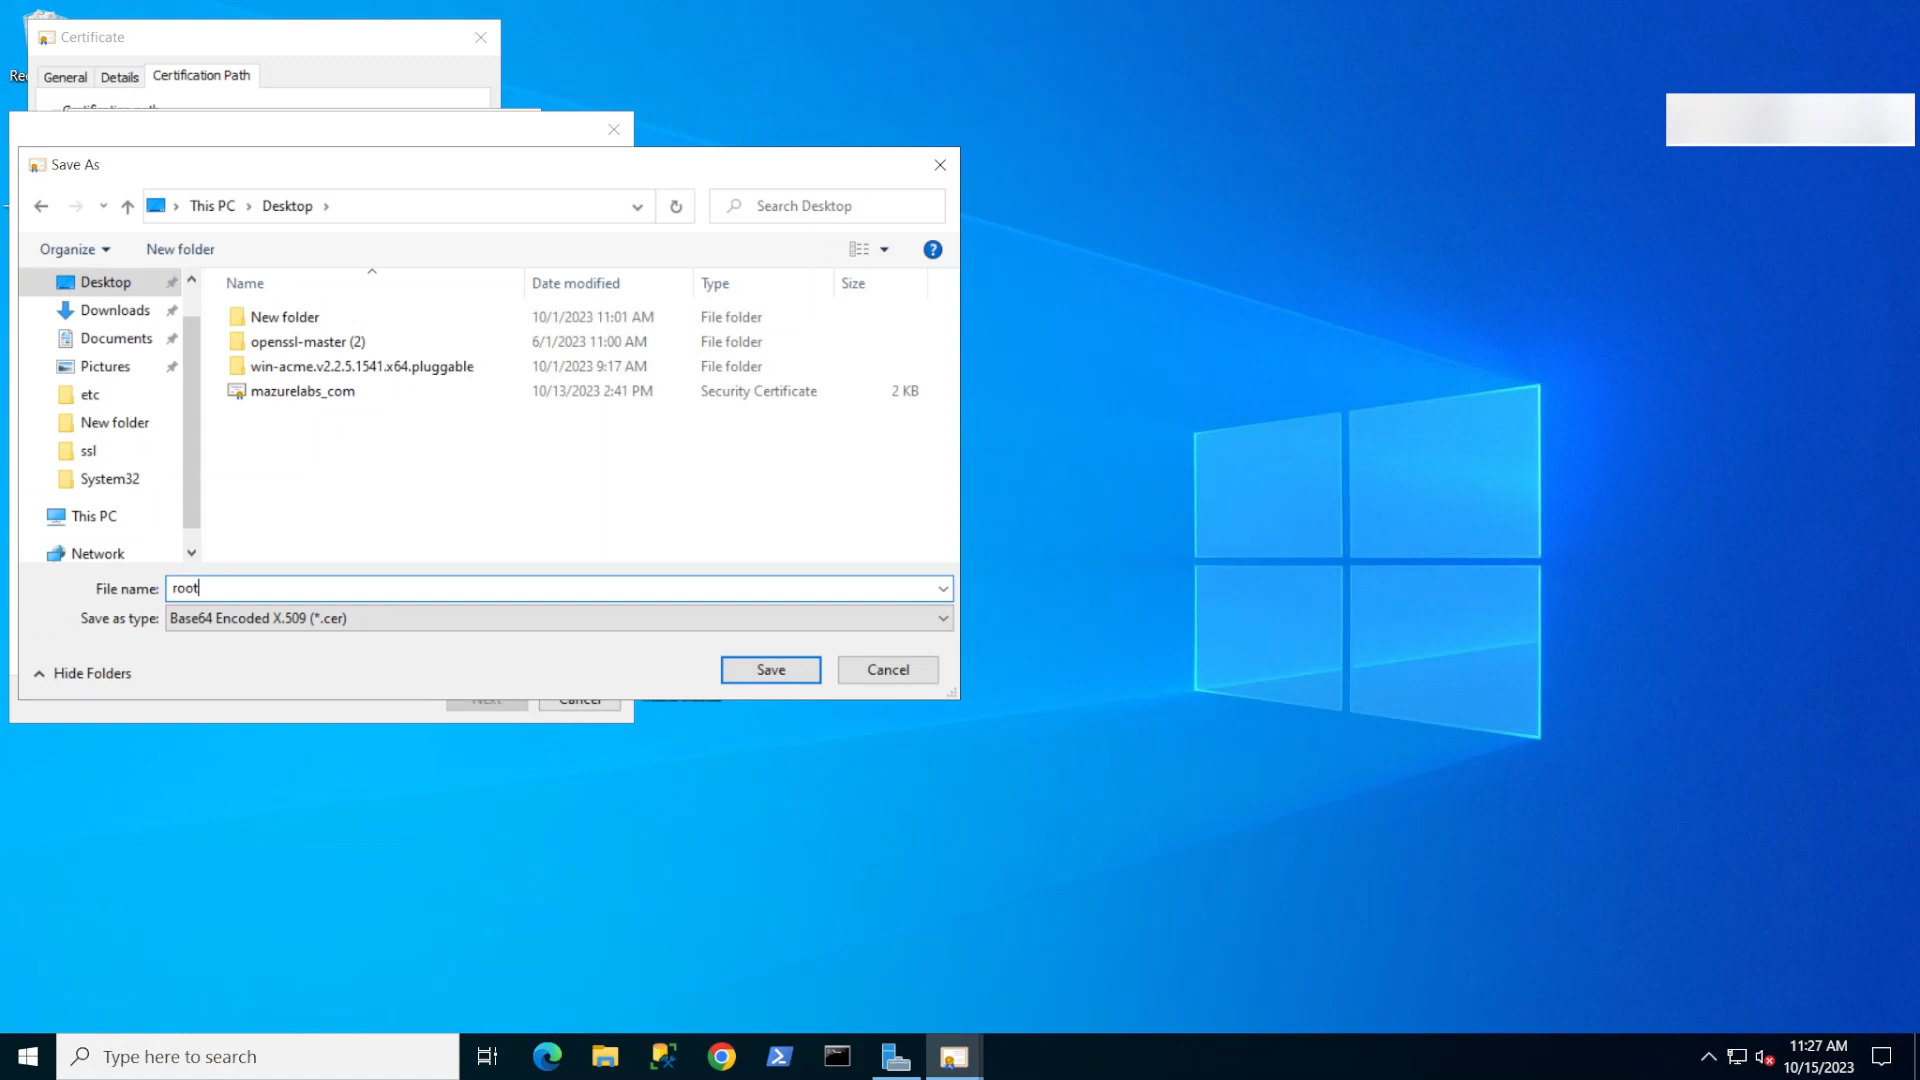 Certificate
General Details Certification Path
Save As
This PC Desktop
Search Desktop
Organize New folder
Name Date modified Type Size
Desktop
Downloads
Documents
Pictures
etc
New folder
ssl
System32
This PC
Network
New folder 10/1/2023 11:01 AM File folder
openssl-master (2) 6/1/2023 11:00 AM File folder
win-acme.v2.2.5.1541.x64.pluggable 10/1/2023 9:17 AM File folder
mazurelabs_com 10/13/2023 2:41 PM Security Certificate 2 KB
File name: root
Save as type: Base64 Encoded X.509 (*.cer)
Hide Folders
Save Cancel
Next Cancel
Type here to search
11:27 AM
10/15/2023